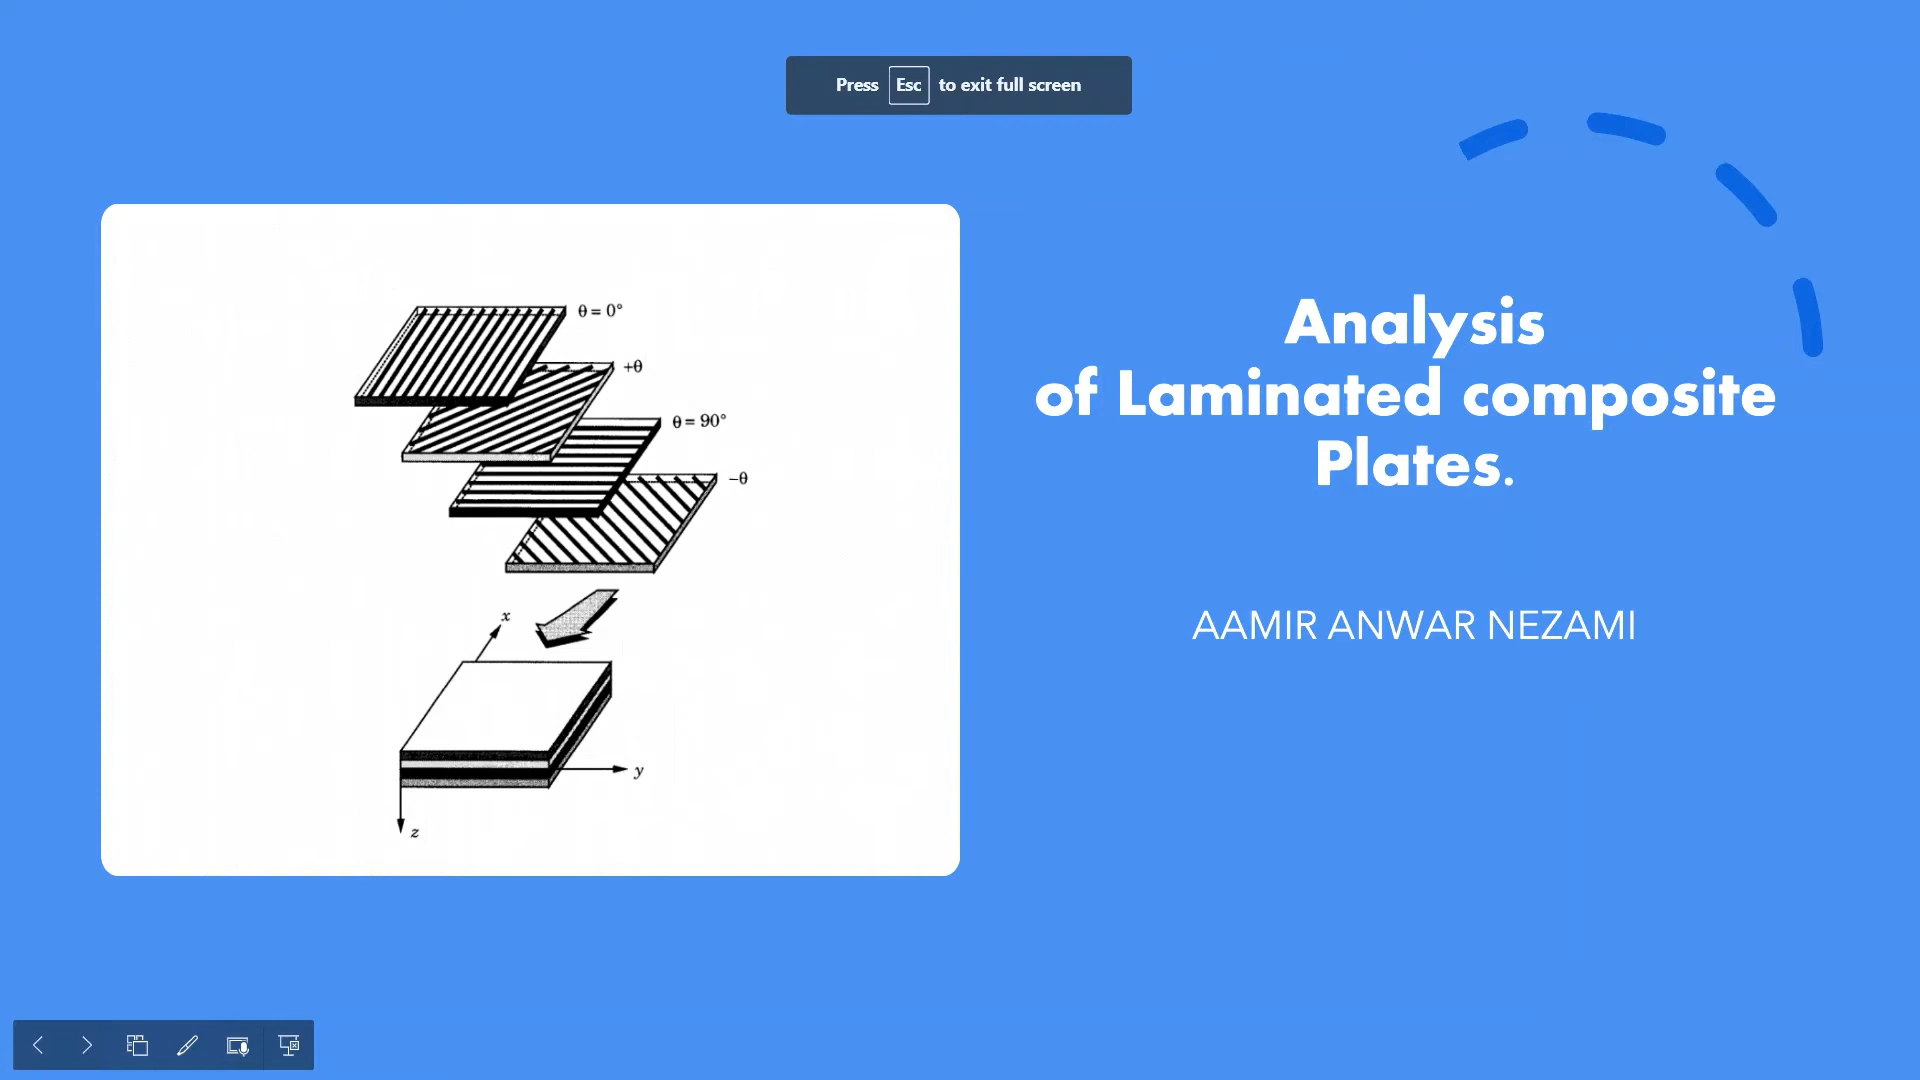 Press Esc to exit full screen
θ = 0°
+θ
θ = 90°
−θ
x
y
z
Analysis
of Laminated composite
Plates.
AAMIR ANWAR NEZAMI